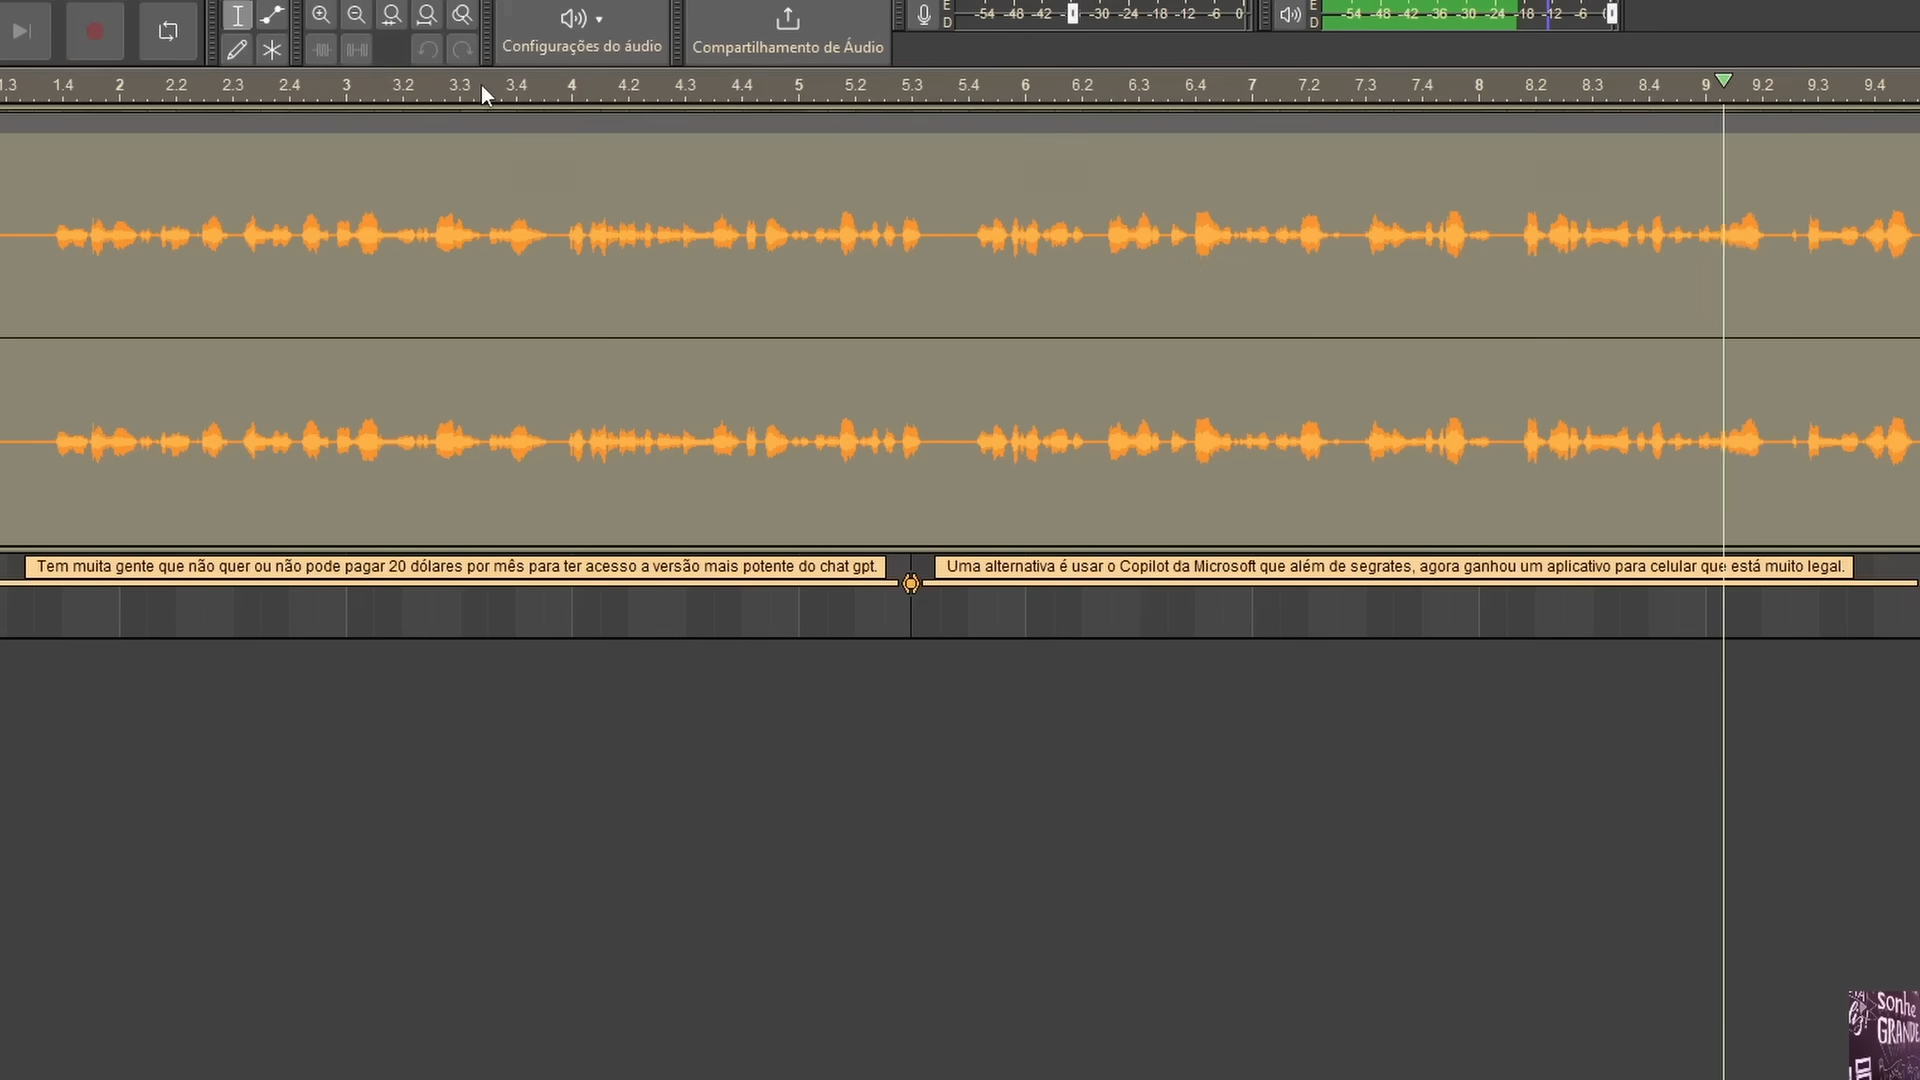 E
D
-54 -48 -42 - -30 -24 -18 -12 -6 0
E
D
-54 -48 -42 -36 -30 -24 -18 -12 -6
Configurações do áudio
Compartilhamento de Áudio
1.3 1.4 2 2.2 2.3 2.4 3 3.2 3.3 3.4 4 4.2 4.3 4.4 5 5.2 5.3 5.4 6 6.2 6.3 6.4 7 7.2 7.3 7.4 8 8.2 8.3 8.4 9 9.2 9.3 9.4
Tem muita gente que não quer ou não pode pagar 20 dólares por mês para ter acesso a versão mais potente do chat gpt.
Uma alternativa é usar o Copilot da Microsoft que além de segrates, agora ganhou um aplicativo para celular que está muito legal.
sonhe
GRANDE